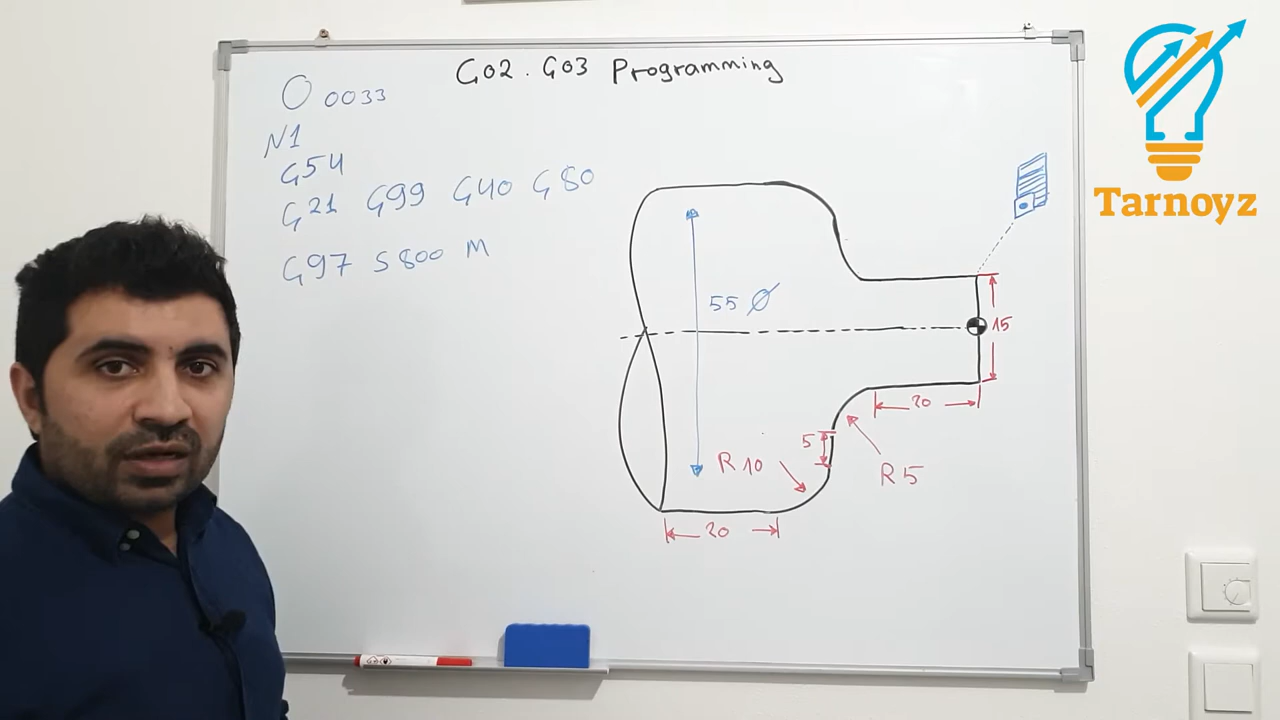 G02 . G03 Programming
O 0033
N1
G54
G21 G99 G40 G80
G97 S800 M
55 Ø
15
20
5
R10
R5
20
Tarnoyz